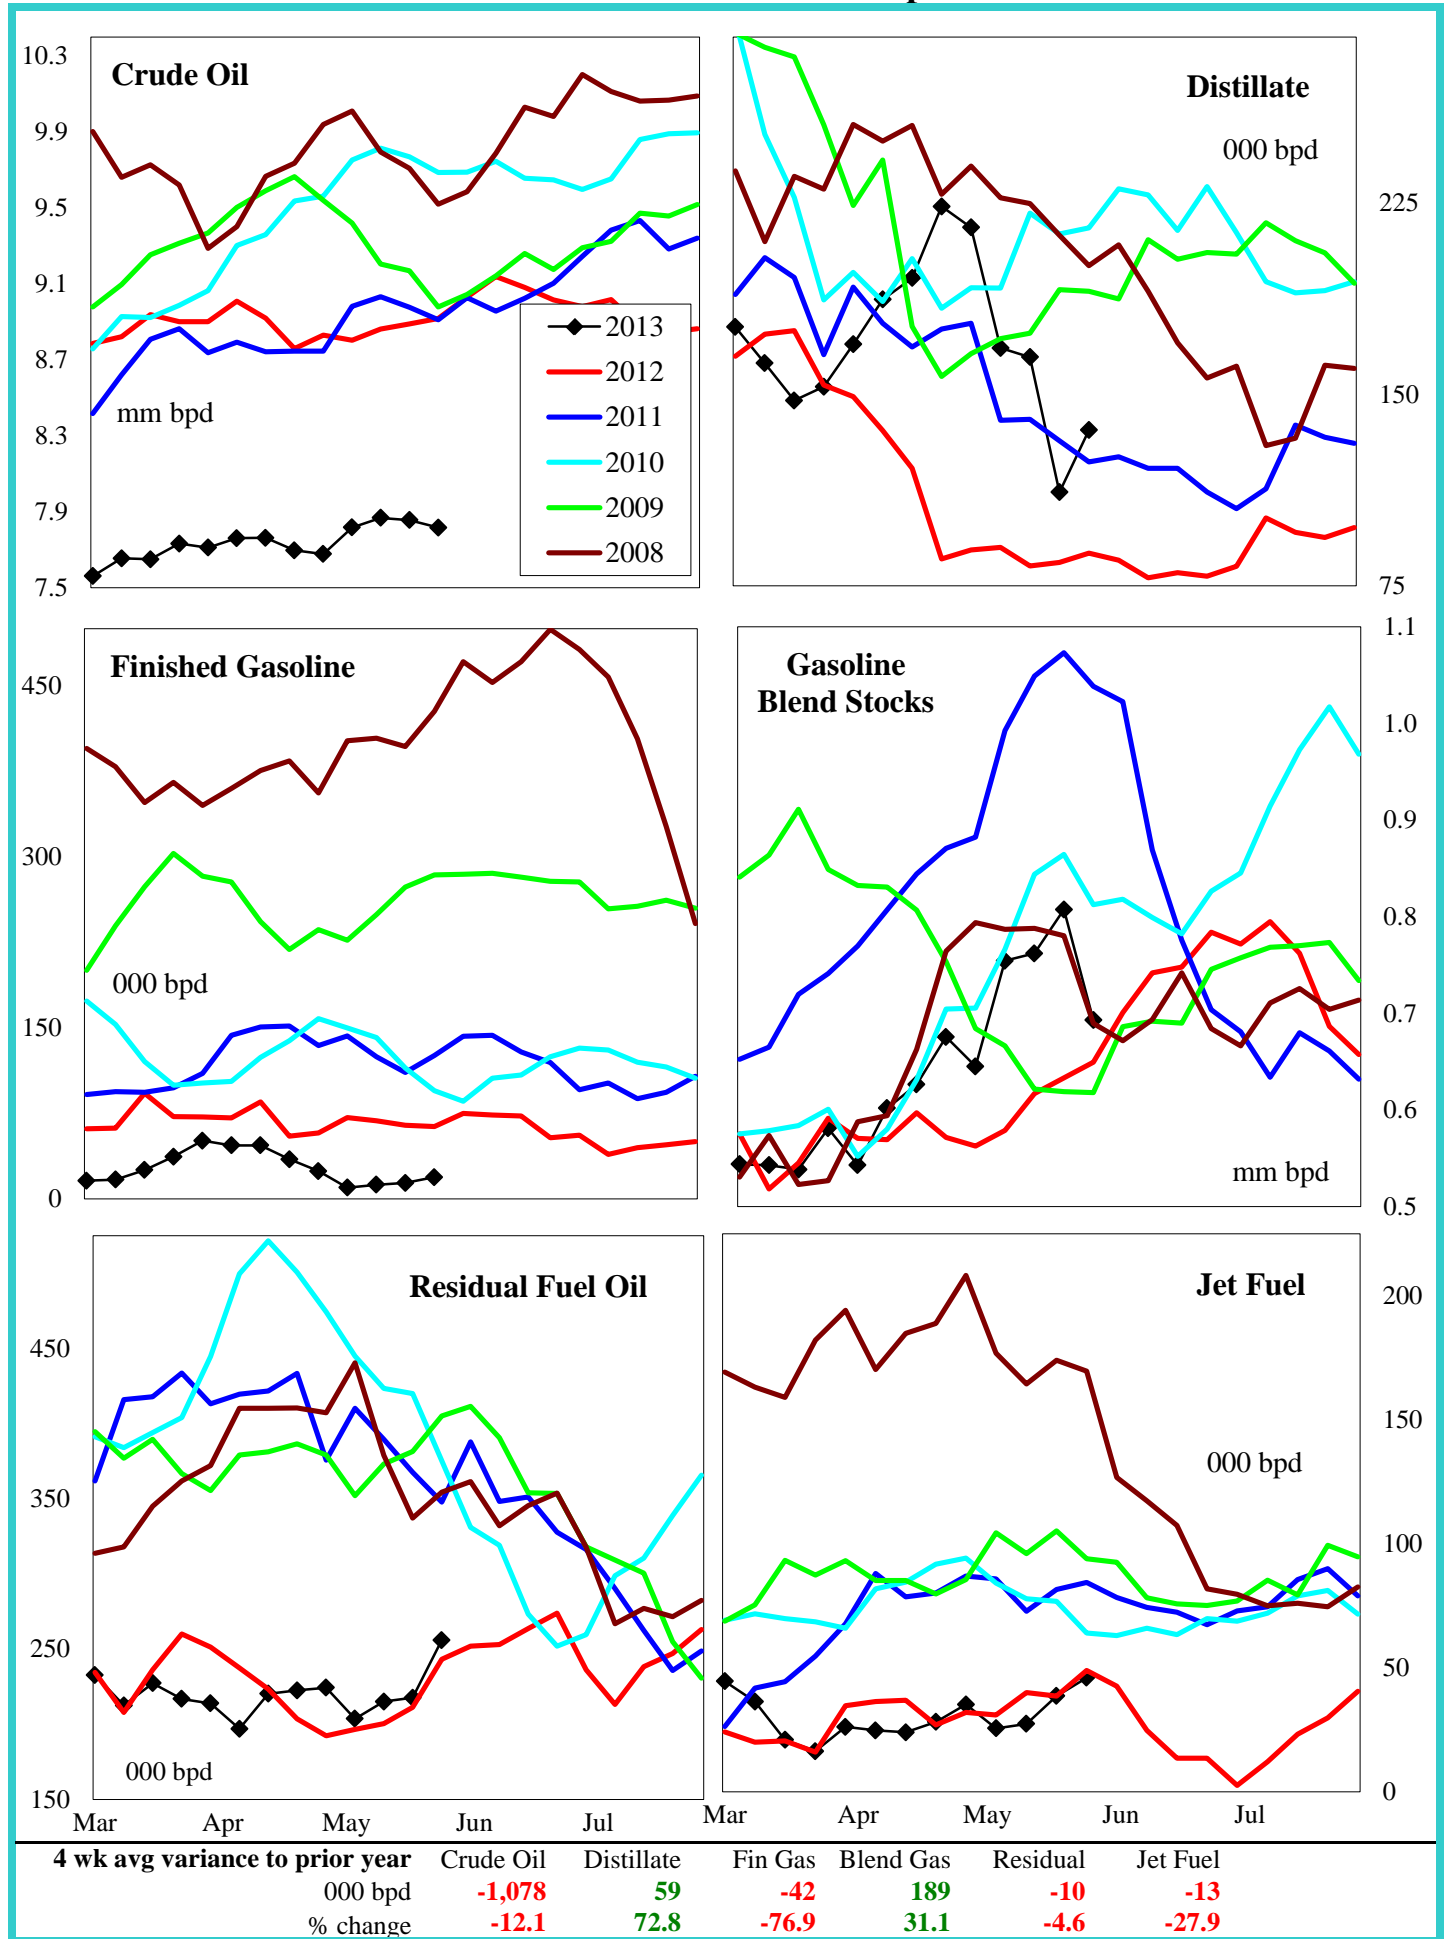 10.3
9.9
9.5
9.1
8.7
8.3
7.9
7.5
Crude Oil
mm bpd
2013
2012
2011
2010
2009
2008
Distillate
000 bpd
225
150
75
Finished Gasoline
450
300
000 bpd
150
0
Gasoline
Blend Stocks
1.1
1.0
0.9
0.8
0.7
0.6
0.5
mm bpd
Residual Fuel Oil
450
350
250
150
000 bpd
Mar Apr May Jun Jul
Jet Fuel
200
150
100
50
0
000 bpd
Mar Apr May Jun Jul
4 wk avg variance to prior year Crude Oil Distillate Fin Gas Blend Gas Residual Jet Fuel
000 bpd -1,078 59 -42 189 -10 -13
% change -12.1 72.8 -76.9 31.1 -4.6 -27.9